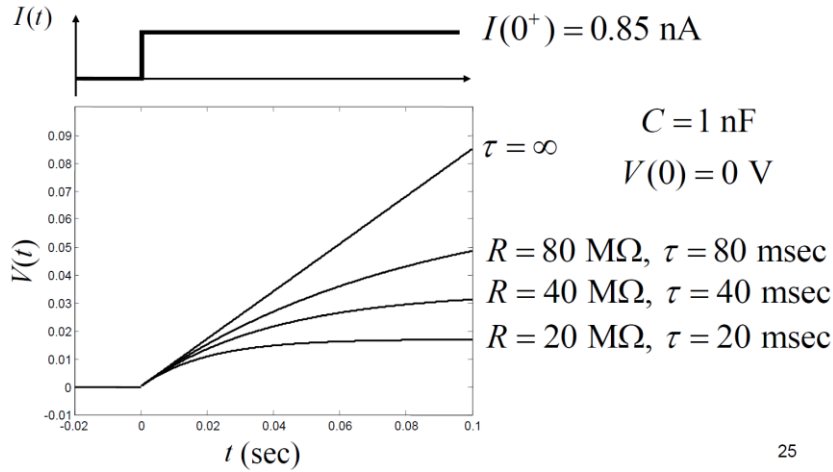 I(t)
I(0⁺) = 0.85 nA
C = 1 nF
V(0) = 0 V
τ = ∞
R = 80 MΩ, τ = 80 msec
R = 40 MΩ, τ = 40 msec
R = 20 MΩ, τ = 20 msec
V(t)
0.09
0.08
0.07
0.06
0.05
0.04
0.03
0.02
0.01
0
-0.01
-0.02 0 0.02 0.04 0.06 0.08 0.1
t (sec)
25